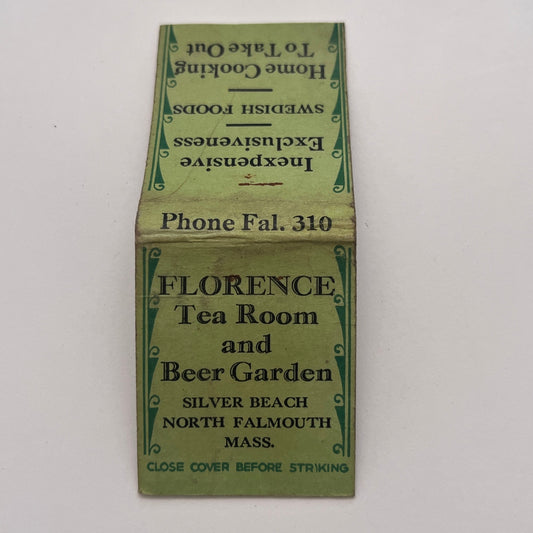 FLORENCE
Tea Room
and
Beer Garden
SILVER BEACH
NORTH FALMOUTH
MASS.
CLOSE COVER BEFORE STRIKING
Phone Fal. 310
Inexpensive
Exclusiveness
SWEDISH FOODS
Home Cooking
To Take Out